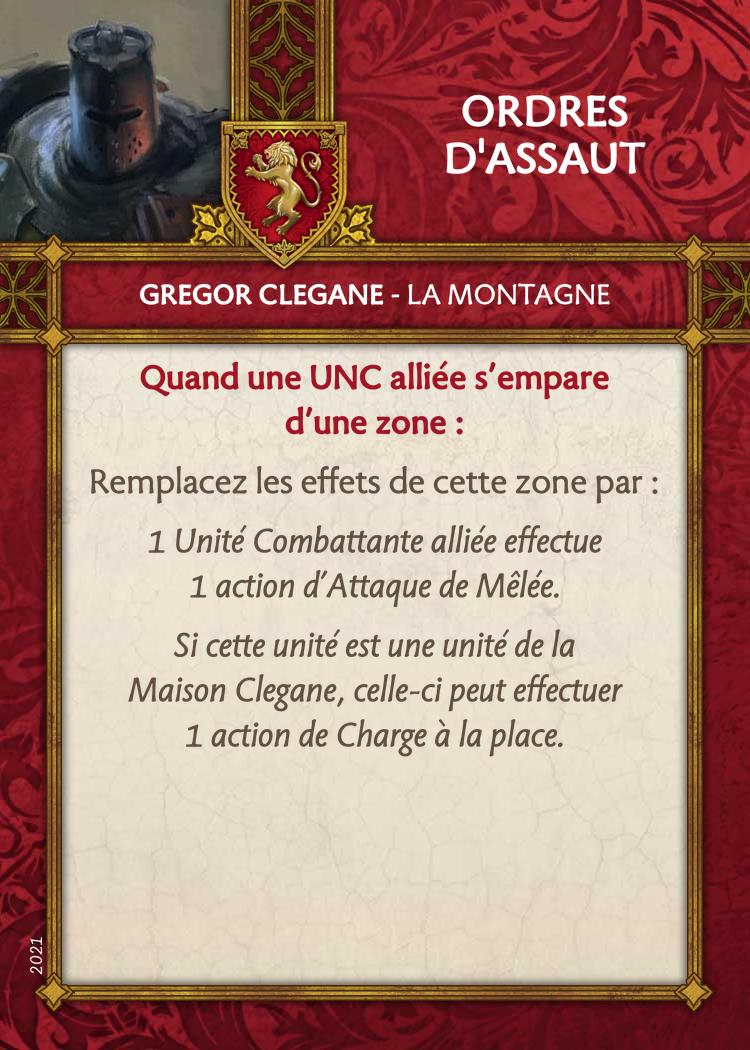 ORDRES
D'ASSAUT
GREGOR CLEGANE - LA MONTAGNE
Quand une UNC alliée s’empare
d’une zone :
Remplacez les effets de cette zone par :
1 Unité Combattante alliée effectue
1 action d’Attaque de Mêlée.
Si cette unité est une unité de la
Maison Clegane, celle-ci peut effectuer
1 action de Charge à la place.
2021